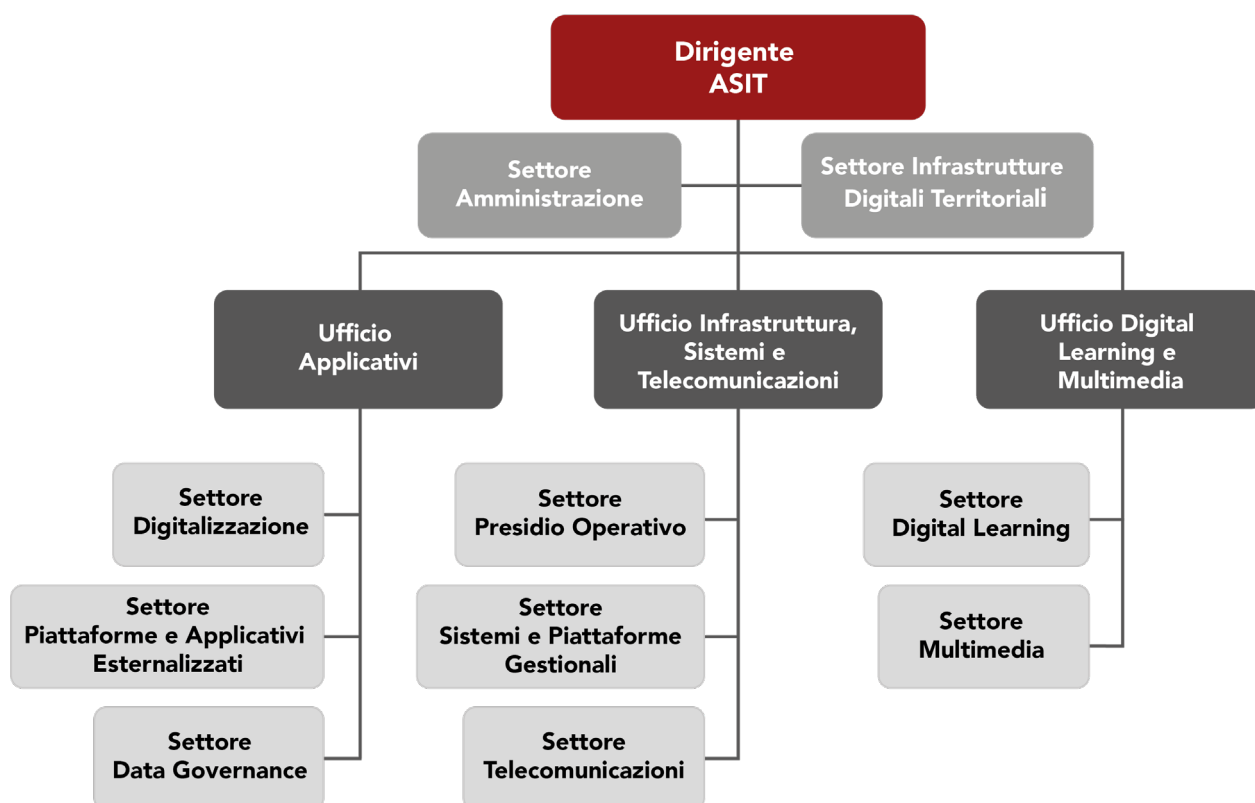 Dirigente
ASIT
Settore
Amministrazione
Settore Infrastrutture
Digitali Territoriali
Ufficio
Applicativi
Ufficio Infrastruttura,
Sistemi e
Telecomunicazioni
Ufficio Digital
Learning e
Multimedia
Settore
Digitalizzazione
Settore
Presidio Operativo
Settore
Digital Learning
Settore
Piattaforme e Applicativi
Esternalizzati
Settore
Sistemi e Piattaforme
Gestionali
Settore
Multimedia
Settore
Data Governance
Settore
Telecomunicazioni